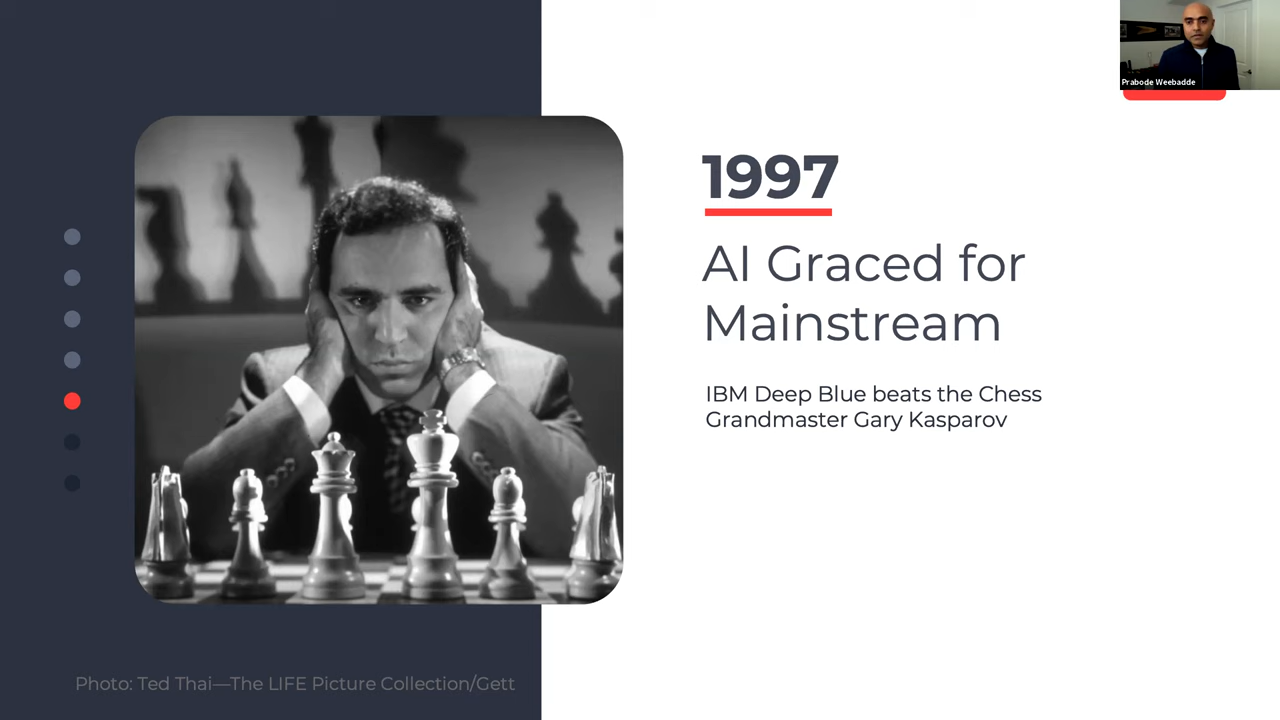 Prabode Weebadde
1997
AI Graced for
Mainstream
IBM Deep Blue beats the Chess
Grandmaster Gary Kasparov
Photo: Ted Thai—The LIFE Picture Collection/Gett